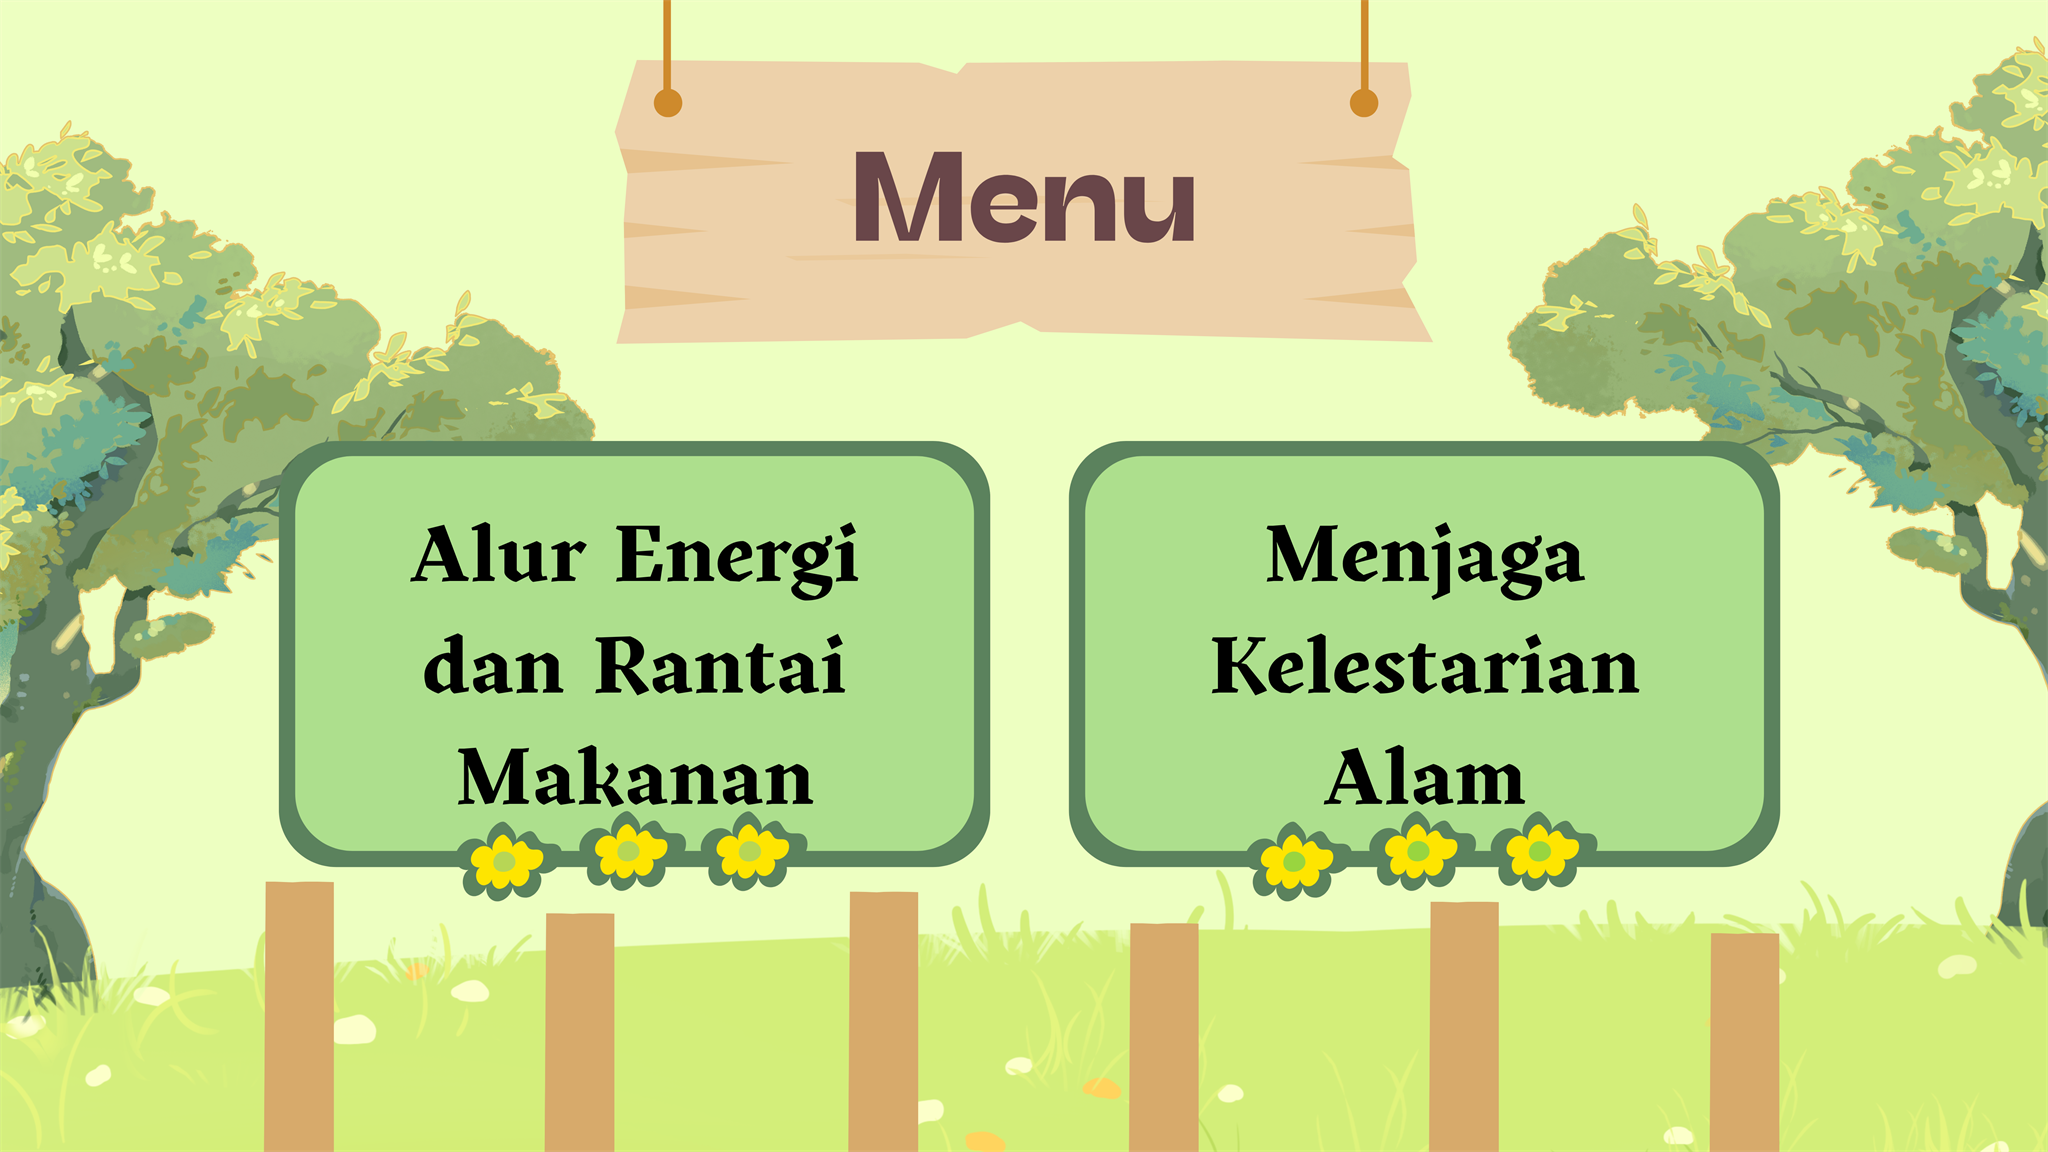 Menu
Alur Energi
dan Rantai
Makanan
Menjaga
Kelestarian
Alam